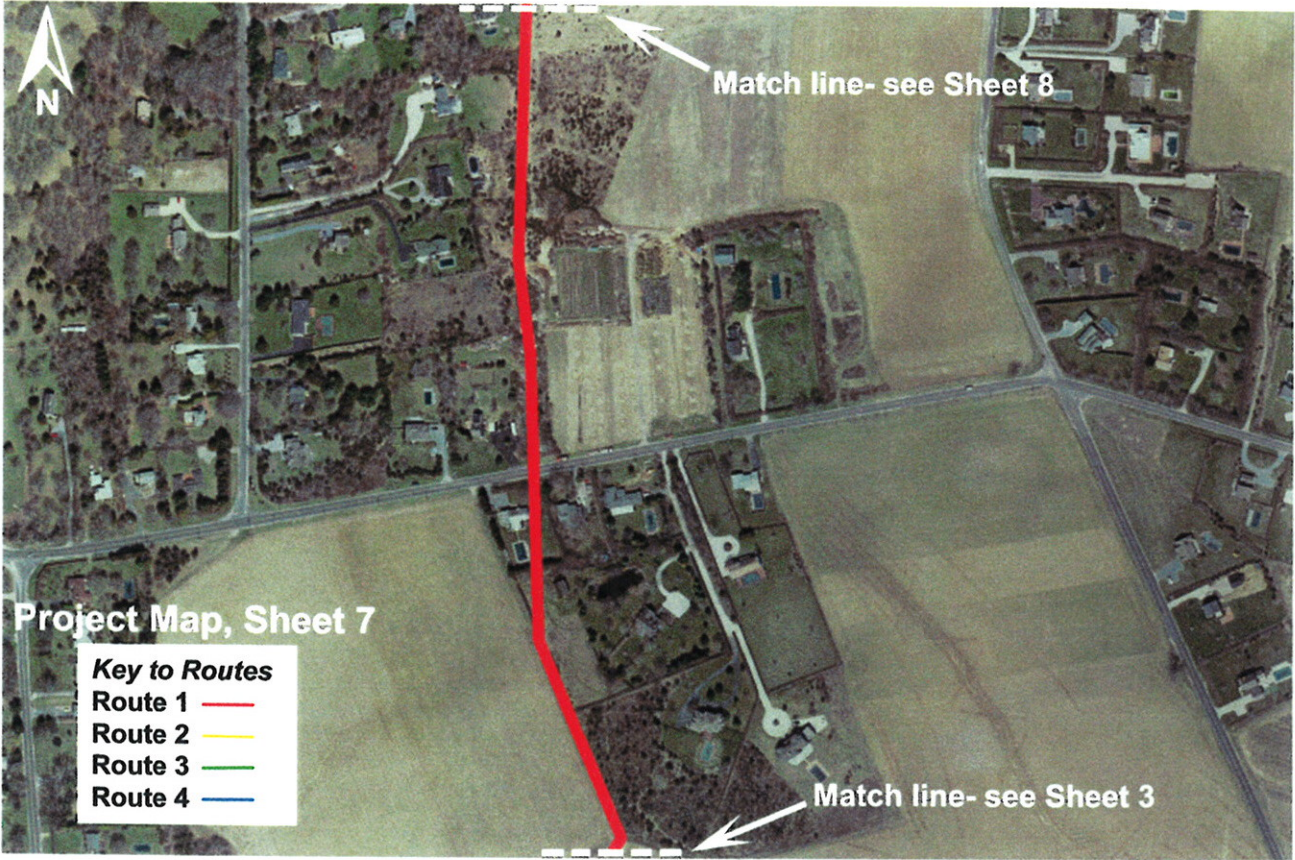 N
Match line- see Sheet 8
Project Map, Sheet 7
Key to Routes
Route 1
Route 2
Route 3
Route 4
Match line- see Sheet 3